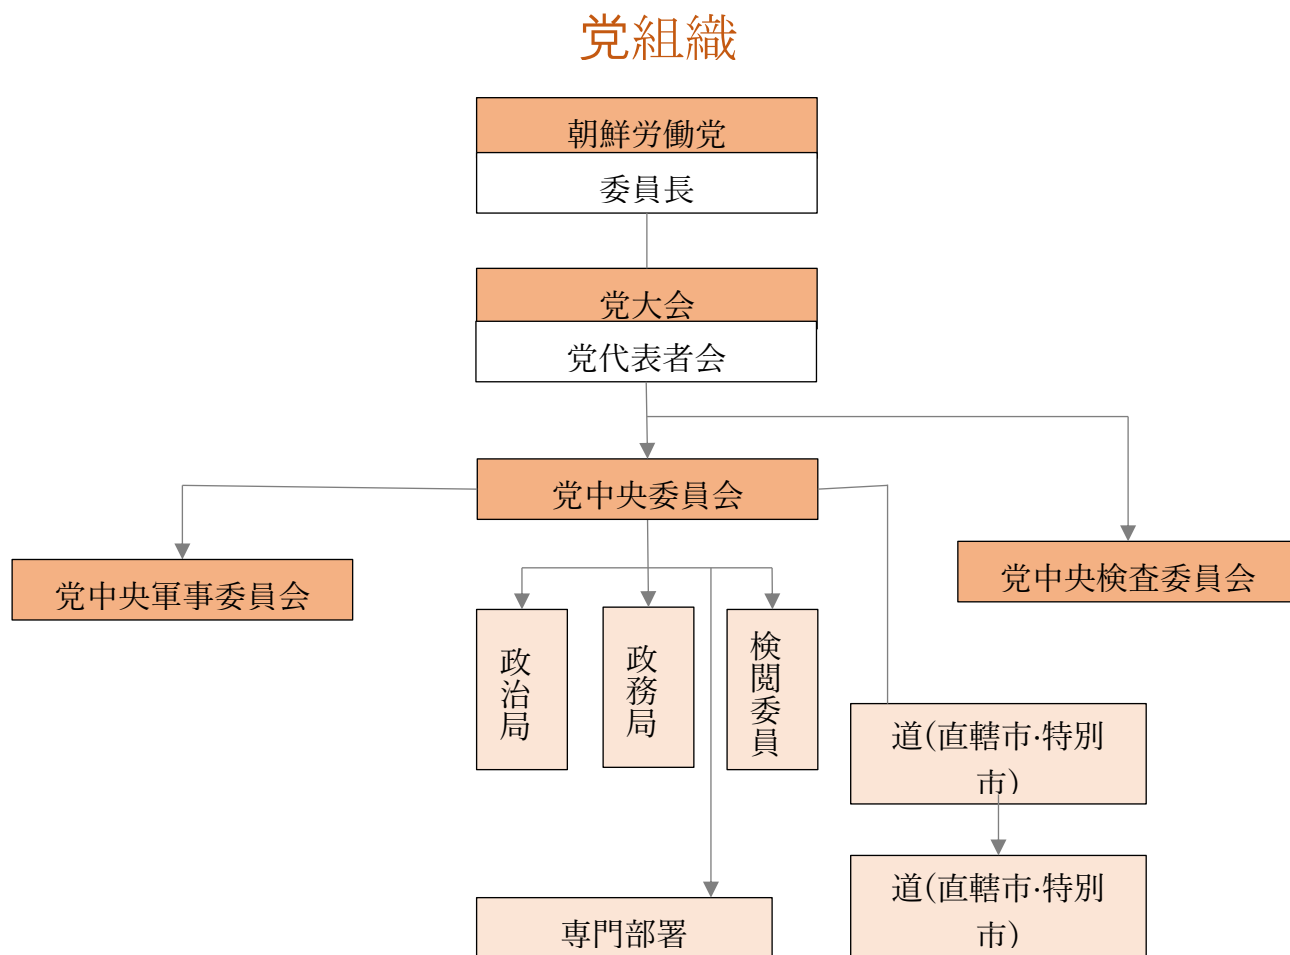 党組織
朝鮮労働党
委員長
党大会
党代表者会
党中央委員会
党中央軍事委員会
党中央検査委員会
政治局
政務局
検閲委員
道(直轄市·特別
市)
道(直轄市·特別
市)
専門部署